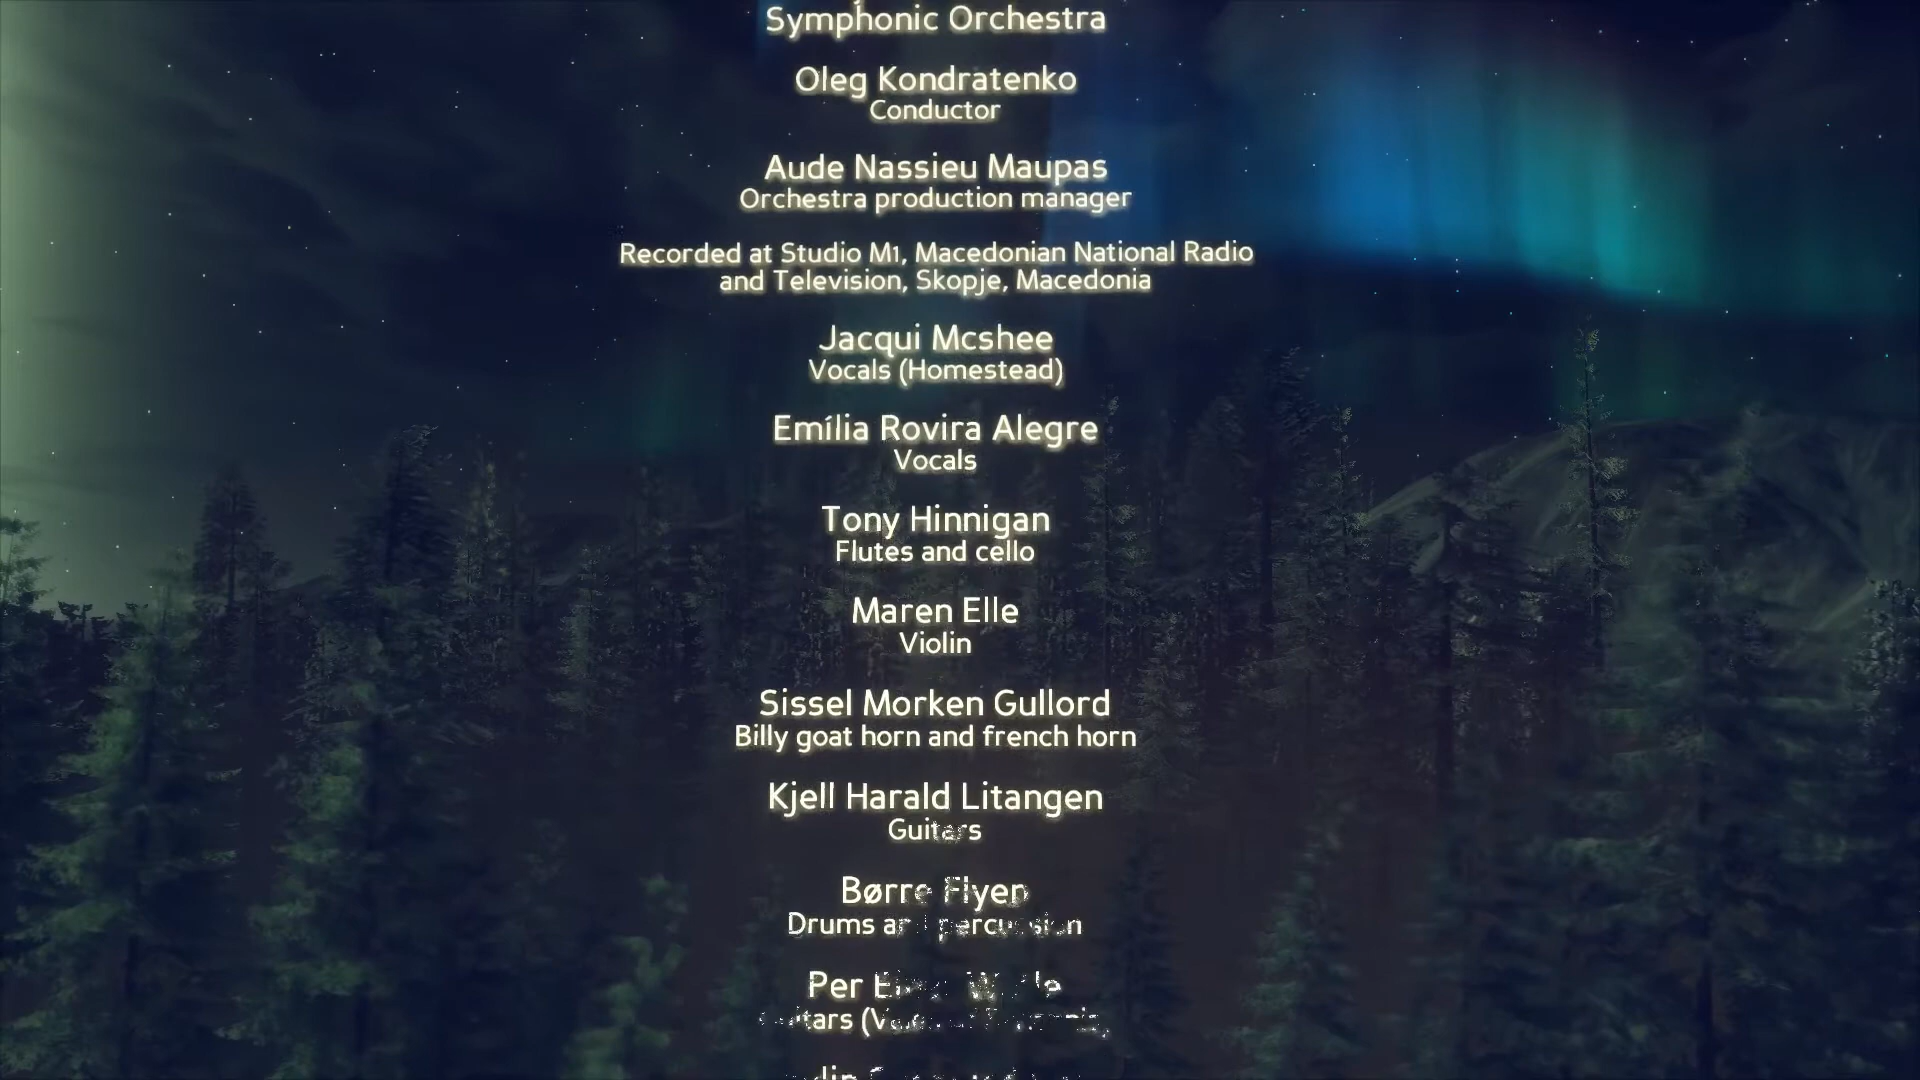 Symphonic Orchestra
Oleg Kondratenko
Conductor
Aude Nassieu Maupas
Orchestra production manager
Recorded at Studio M1, Macedonian National Radio
and Television, Skopje, Macedonia
Jacqui Mcshee
Vocals (Homestead)
Emília Rovira Alegre
Vocals
Tony Hinnigan
Flutes and cello
Maren Elle
Violin
Sissel Morken Gullord
Billy goat horn and french horn
Kjell Harald Litangen
Guitars
Børre Flyen
Drums and percussion
Per